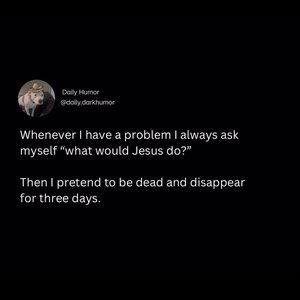 Daily Humor
@daily.darkhumor
Whenever I have a problem I always ask
myself “what would Jesus do?”
Then I pretend to be dead and disappear
for three days.